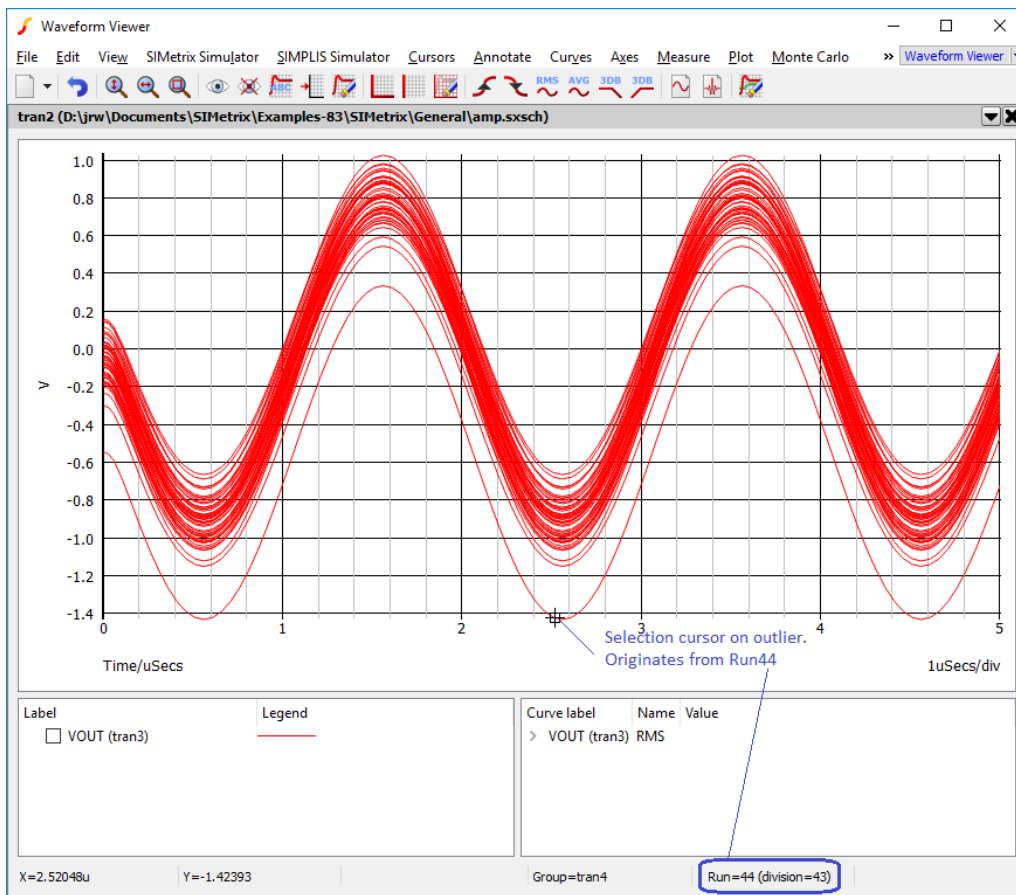 Waveform Viewer
File Edit View SIMetrix Simulator SIMPLIS Simulator Cursors Annotate Curves Axes Measure Plot Monte Carlo » Waveform Viewer
ABC RMS AVG 3DB 3DB
tran2 (D:\jrw\Documents\SIMetrix\Examples-83\SIMetrix\General\amp.sxsch)
1.0
0.8
0.6
0.4
0.2
0.0
-0.2
V
-0.4
-0.6
-0.8
-1.0
-1.2
-1.4
0 1 2 3 4 5
Selection cursor on outlier.
Originates from Run44
Time/uSecs 1uSecs/div
Label Legend
VOUT (tran3)
Curve label Name Value
> VOUT (tran3) RMS
X=2.52048u Y=-1.42393 Group=tran4 Run=44 (division=43)